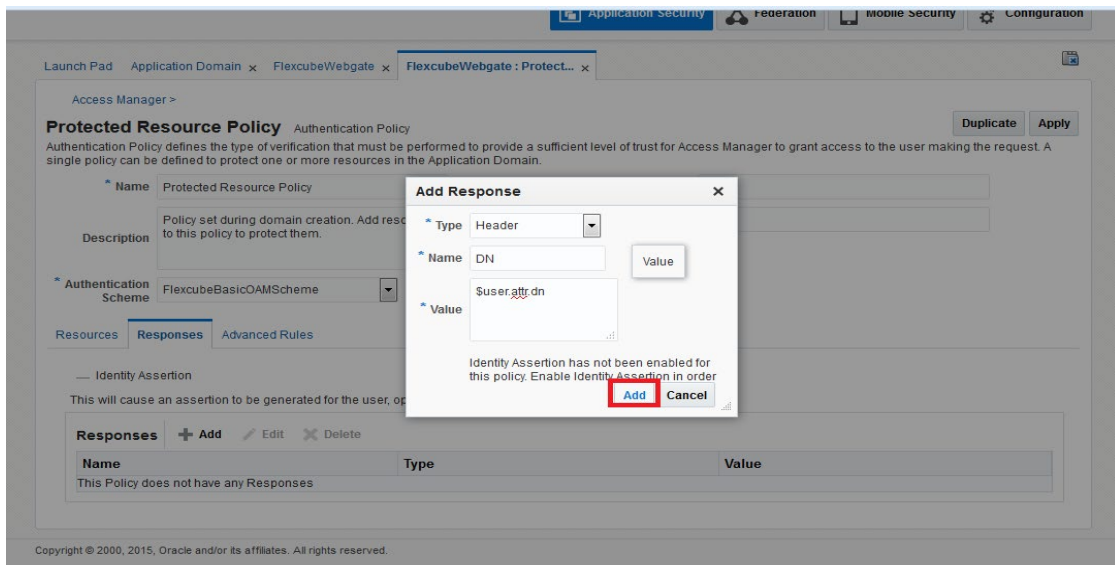 Application Security Federation Mobile Security Configuration
Launch Pad Application Domain x FlexcubeWebgate x FlexcubeWebgate : Protect... x
Access Manager >
Protected Resource Policy Authentication Policy
Duplicate Apply
Authentication Policy defines the type of verification that must be performed to provide a sufficient level of trust for Access Manager to grant access to the user making the request. A
single policy can be defined to protect one or more resources in the Application Domain.
* Name Protected Resource Policy
Description Policy set during domain creation. Add reso
to this policy to protect them.
* Authentication Scheme FlexcubeBasicOAMScheme
Add Response
* Type Header
* Name DN
Value
* Value $user.attr.dn
Identity Assertion has not been enabled for
this policy. Enable Identity Assertion in order
Add Cancel
Resources Responses Advanced Rules
Identity Assertion
This will cause an assertion to be generated for the user, op
Responses Add Edit Delete
Name Type Value
This Policy does not have any Responses
Copyright © 2000, 2015, Oracle and/or its affiliates. All rights reserved.